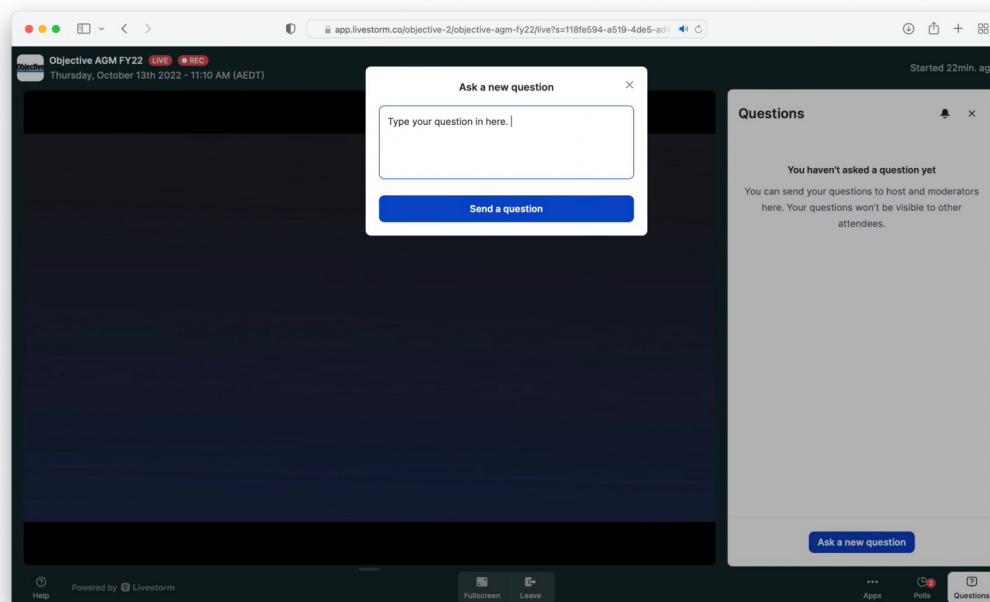 app.livestorm.co/objective-2/objective-agm-fy22/live?s=118fe594-a519-4de5-ad
Objective
Objective AGM FY22 LIVE REC
Thursday, October 13th 2022 - 11:10 AM (AEDT)
Started 22min. ag
Ask a new question
Type your question in here.
Send a question
Questions
You haven't asked a question yet
You can send your questions to host and moderators
here. Your questions won't be visible to other
attendees.
Ask a new question
Help
Powered by Livestorm
Fullscreen
Leave
Apps
2
Polls
Questions